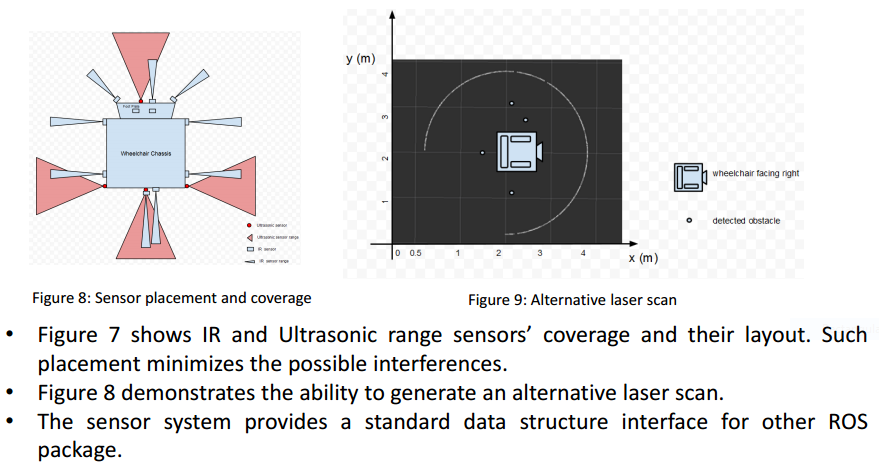 Foot Plate
Wheelchair Chassis
Ultrasonic sensor
Ultrasonic sensor range
IR sensor
IR sensor range
y (m)
4
3
2
1
0 0.5 1 2 3 4
x (m)
wheelchair facing right
detected obstacle
Figure 8: Sensor placement and coverage
Figure 9: Alternative laser scan
• Figure 7 shows IR and Ultrasonic range sensors’ coverage and their layout. Such
placement minimizes the possible interferences.
• Figure 8 demonstrates the ability to generate an alternative laser scan.
• The sensor system provides a standard data structure interface for other ROS
package.